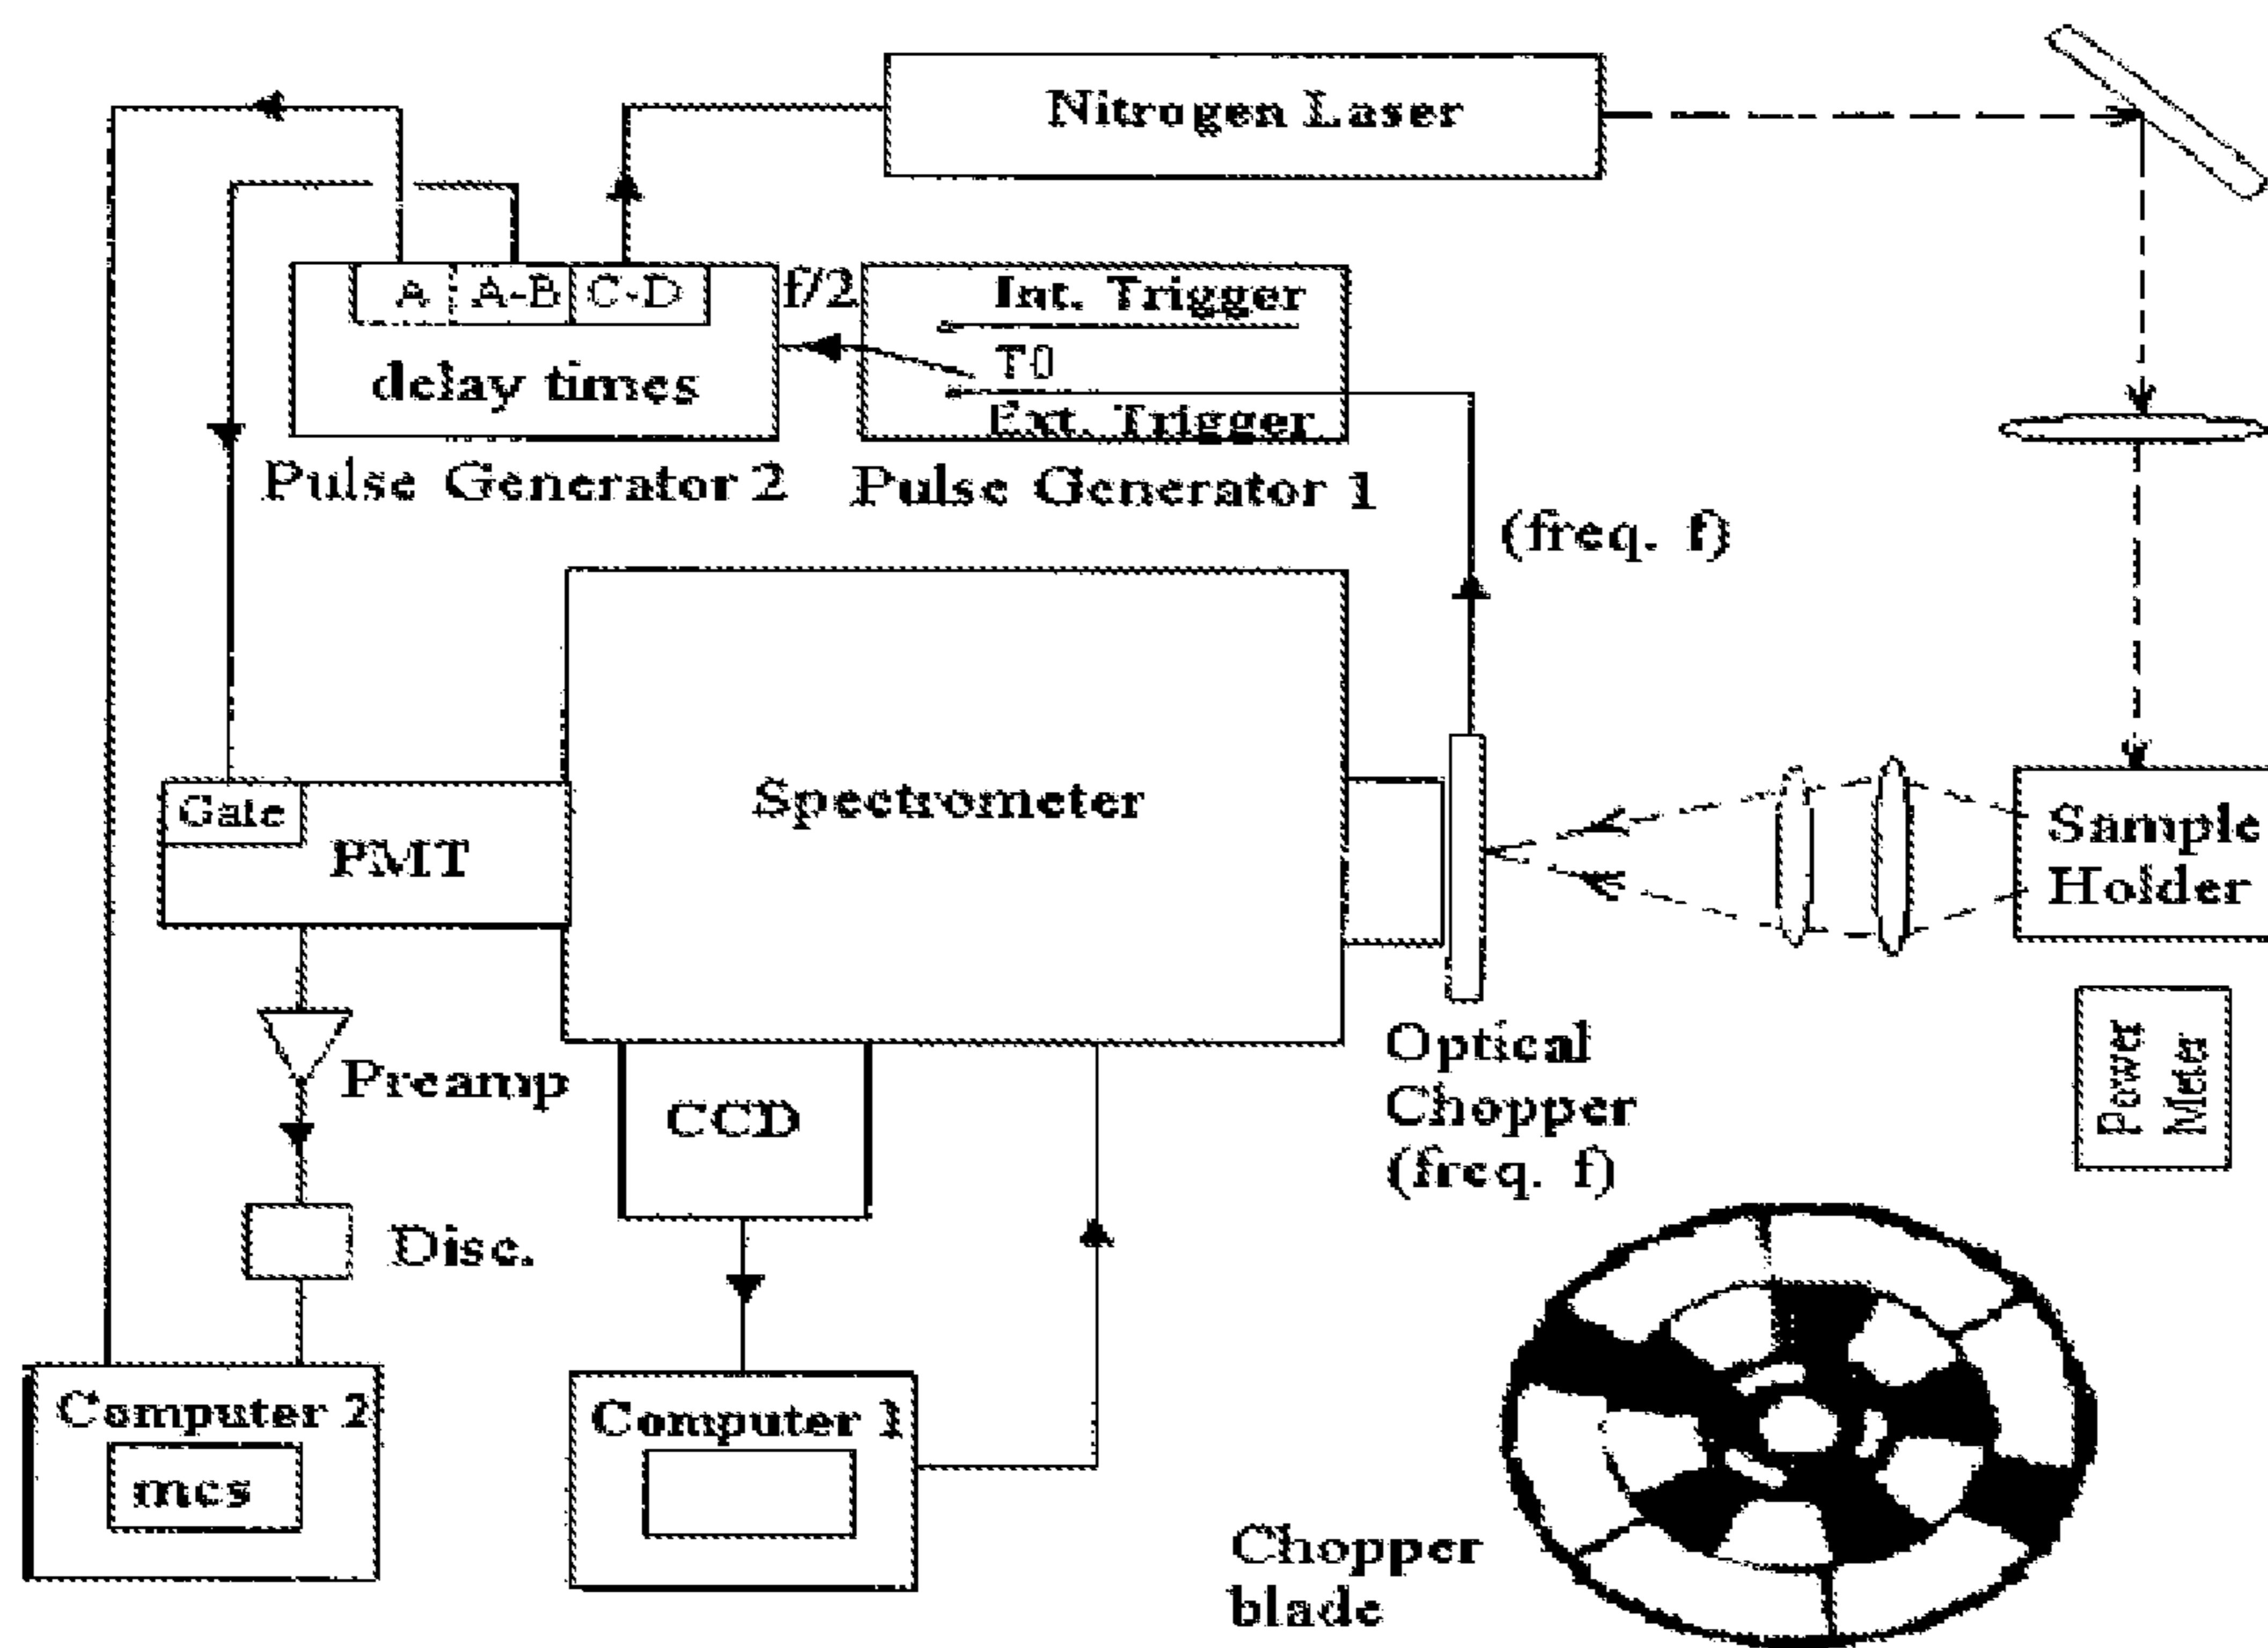 Nitrogen Laser
A
A-B
C-D
f/2
Int. Trigger
T0
Ext. Trigger
delay times
Pulse Generator 2
Pulse Generator 1
(freq. f)
Gate
PMT
Spectrometer
Sample
Holder
Preamp
CCD
Optical
Chopper
(freq. f)
Power
Meter
Disc.
Computer 2
mcs
Computer 1
Chopper
blade